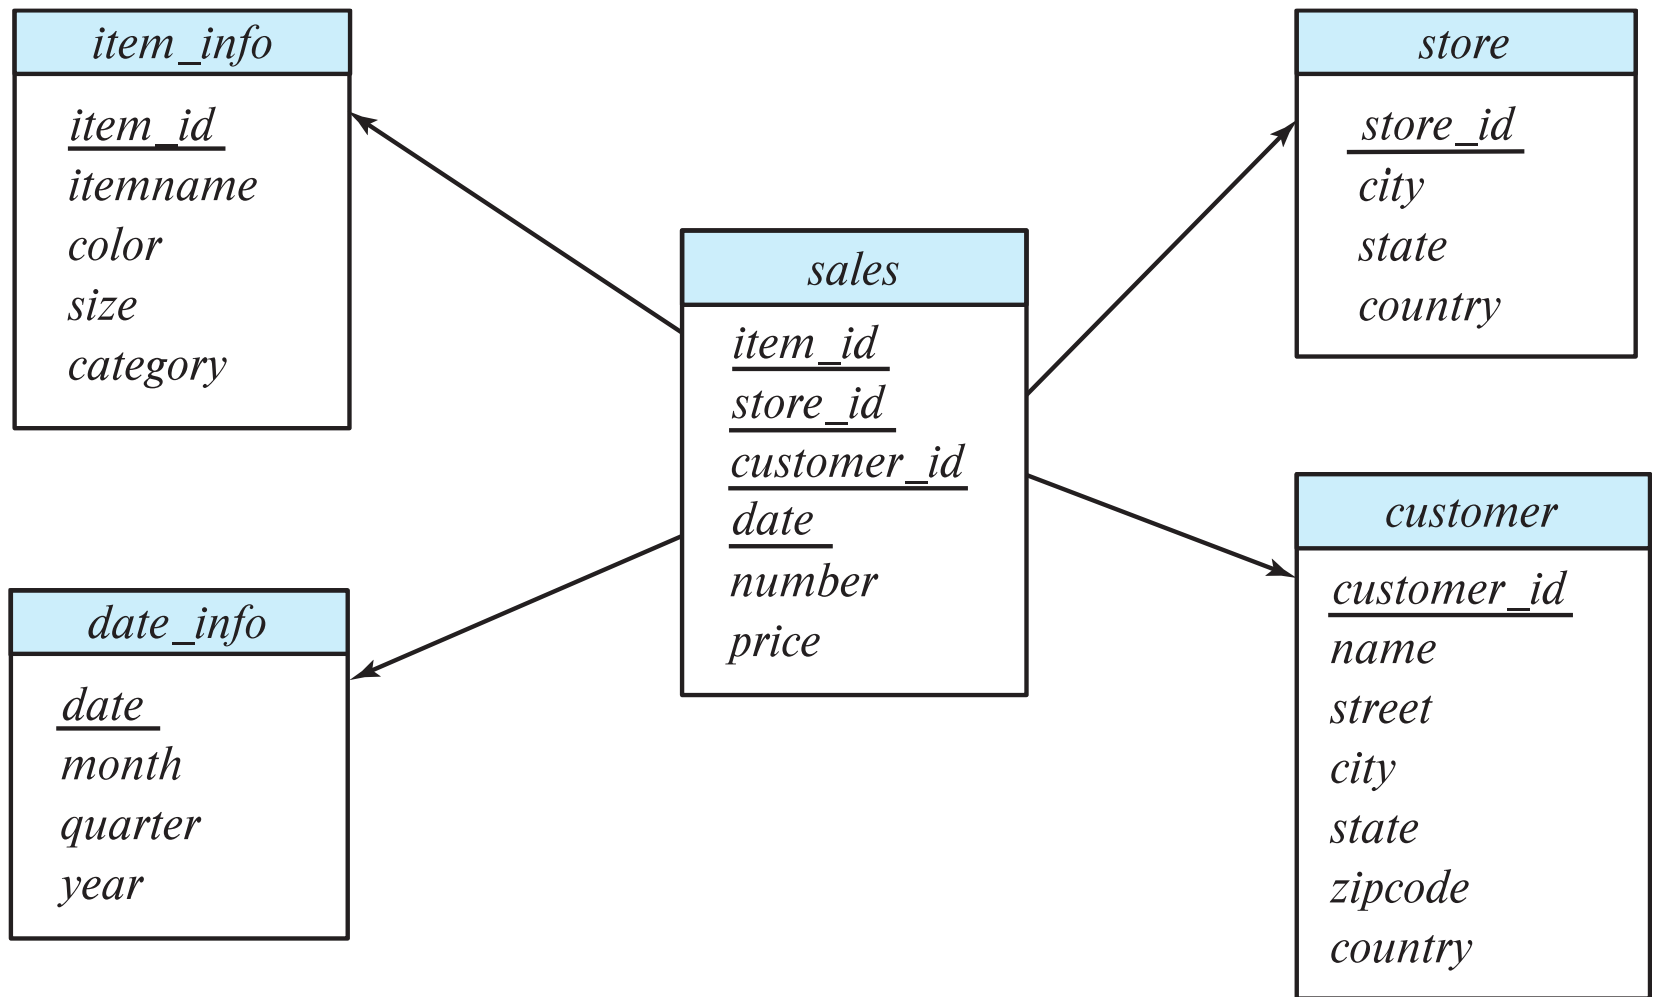 item_info
item_id
itemname
color
size
category
store
store_id
city
state
country
sales
item_id
store_id
customer_id
date
number
price
date_info
date
month
quarter
year
customer
customer_id
name
street
city
state
zipcode
country